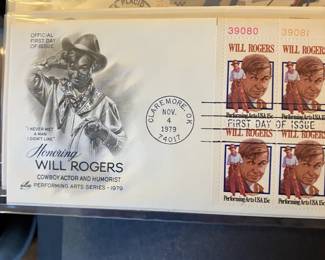 PLACID
OFFICIAL
FIRST DAY
OF ISSUE
"I NEVER MET
A MAN
I DIDN'T LIKE"
Honoring
WILL ROGERS
COWBOY ACTOR AND HUMORIST
PERFORMING ARTS SERIES · 1979
CLAREMORE, OK
NOV.
4
1979
74017
FIRST DAY OF ISSUE
39080
39081
WILL ROGERS
Performing Arts USA 15c
WILL ROGERS
Performing Arts USA 15c
WILL ROGERS
Performing Arts USA 15c
WILL ROGERS
Performing Arts USA 15c